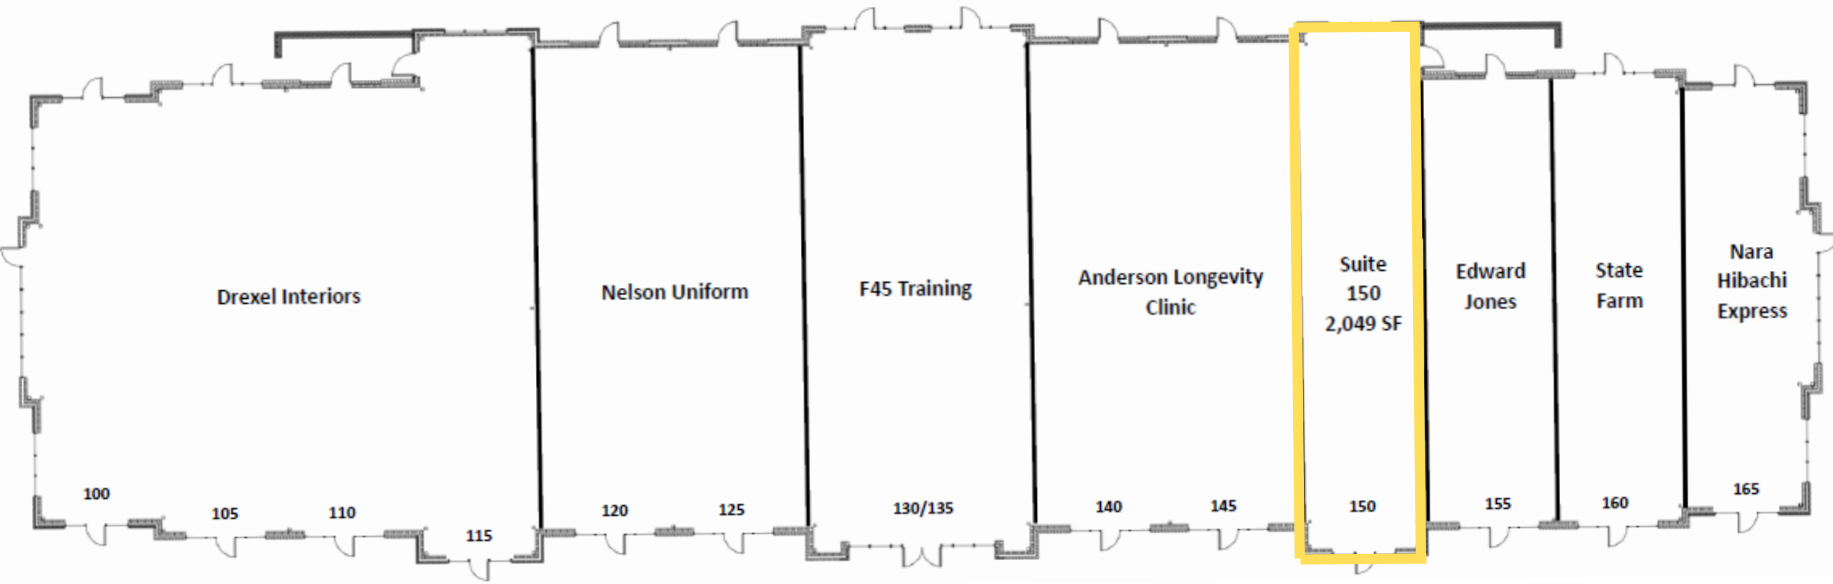 Drexel Interiors
Nelson Uniform
F45 Training
Anderson Longevity
Clinic
Suite
150
2,049 SF
Edward
Jones
State
Farm
Nara
Hibachi
Express
100
105
110
115
120
125
130/135
140
145
150
155
160
165